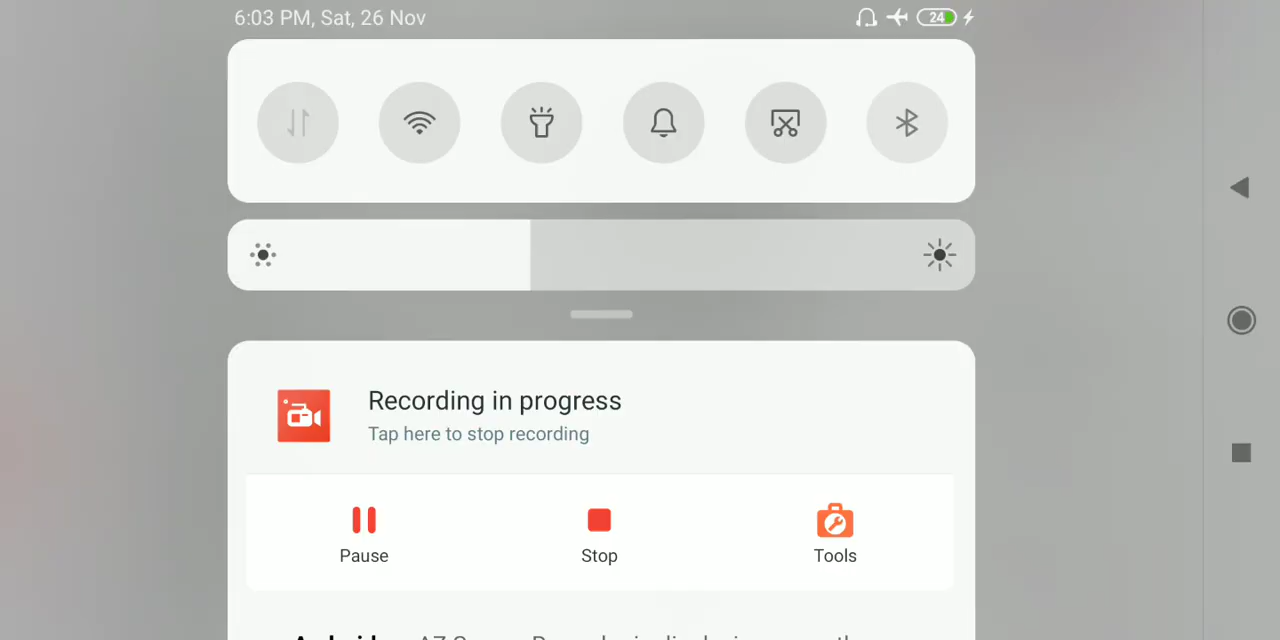 6:03 PM, Sat, 26 Nov
24
Recording in progress
Tap here to stop recording
Pause
Stop
Tools